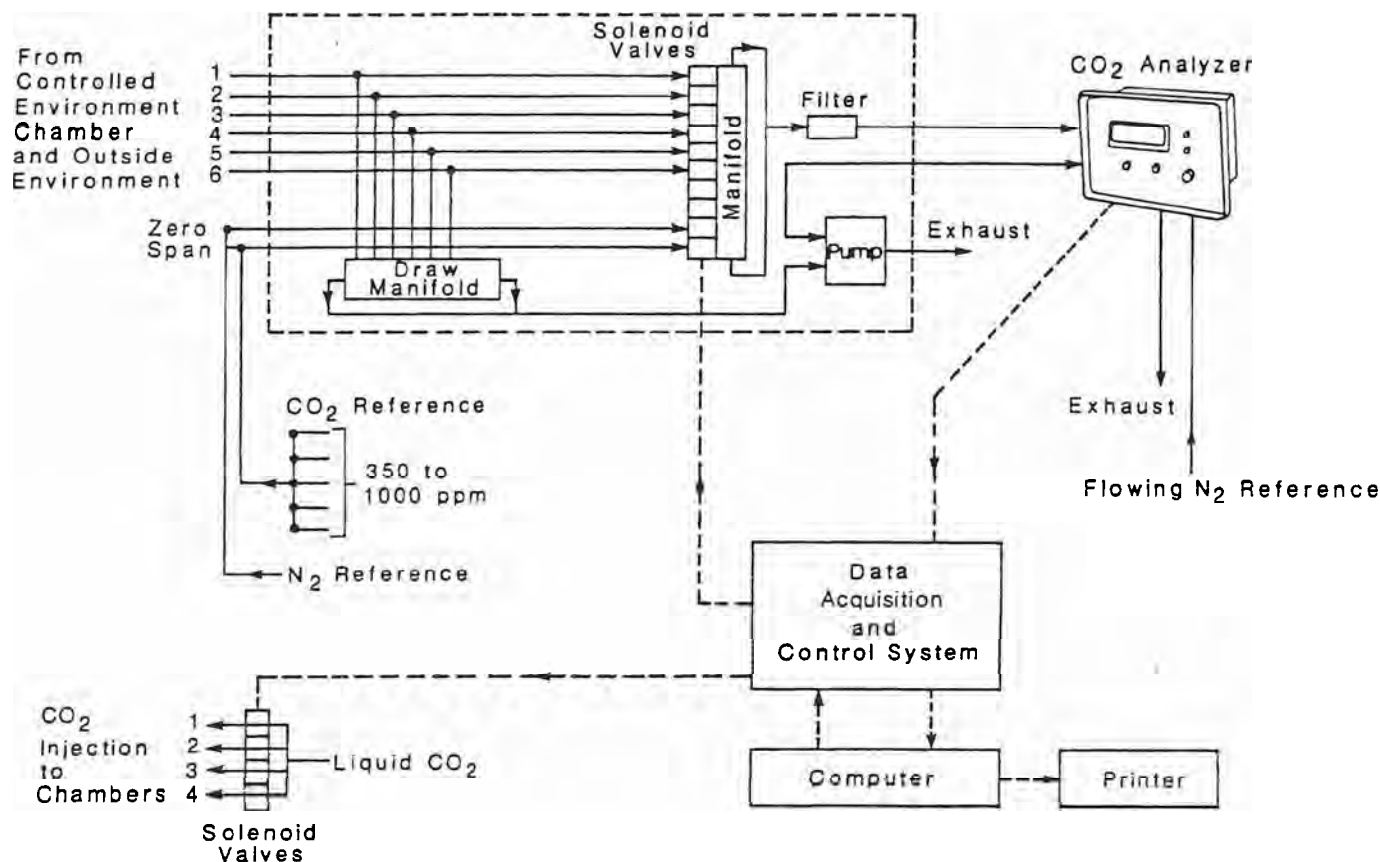 From
Controlled
Environment
Chamber
and Outside
Environment
1
2
3
4
5
6
Zero
Span
Solenoid
Valves
Manifold
Filter
CO2 Analyzer
Draw
Manifold
Pump
Exhaust
CO2 Reference
350 to
1000 ppm
N2 Reference
Exhaust
Flowing N2 Reference
Data
Acquisition
and
Control System
CO2
Injection
to
Chambers
1
2
3
4
Liquid CO2
Solenoid
Valves
Computer
Printer